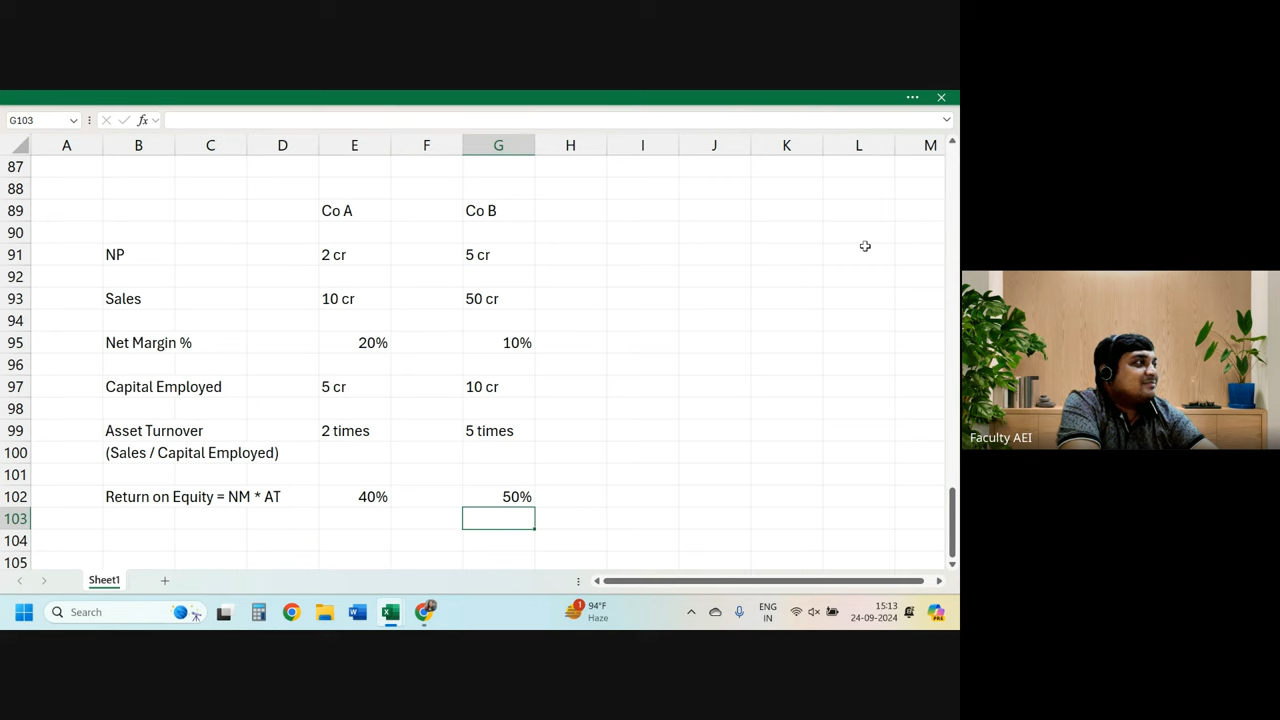 G103
fx
A B C D E F G H I J K L M
87
88
89 Co A Co B
90
91 NP 2 cr 5 cr
92
93 Sales 10 cr 50 cr
94
95 Net Margin % 20% 10%
96
97 Capital Employed 5 cr 10 cr
98
99 Asset Turnover 2 times 5 times
100 (Sales / Capital Employed)
101
102 Return on Equity = NM * AT 40% 50%
103
104
105
Faculty AEI
Sheet1
Search
1
94°F
Haze
ENG
IN
15:13
24-09-2024
PRE